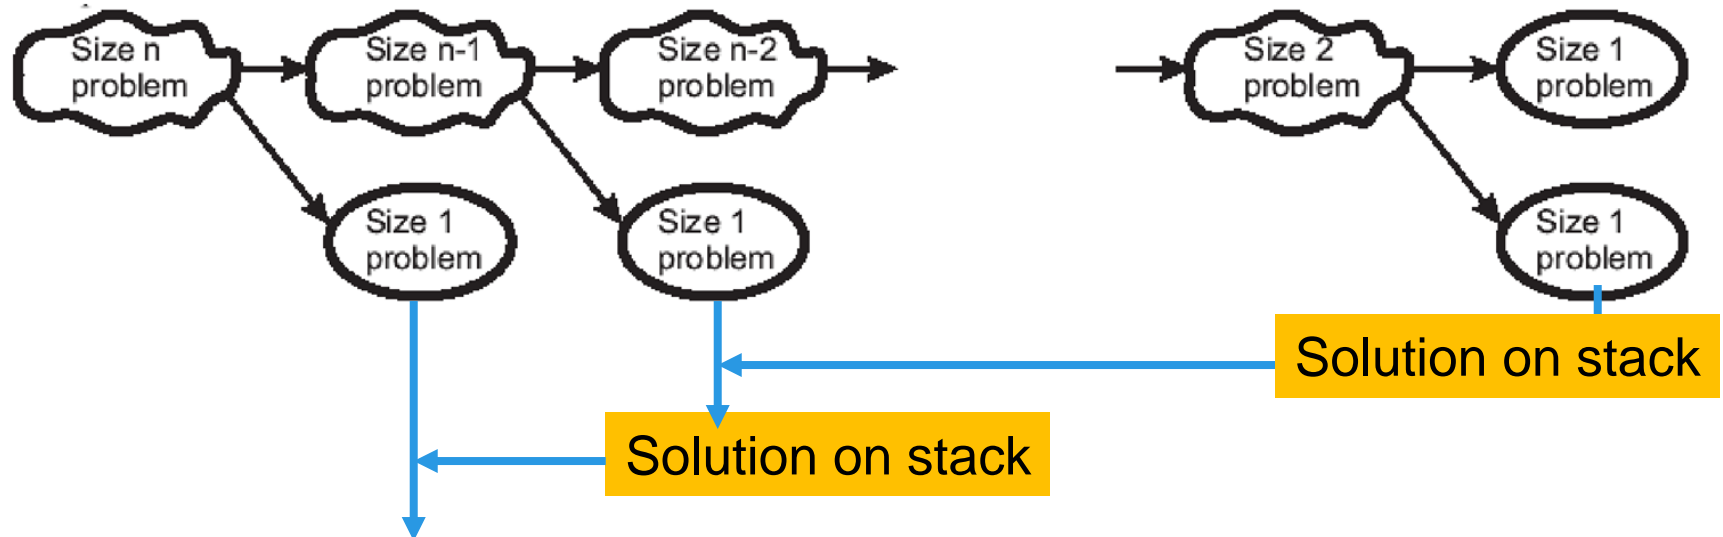 Size n
problem
Size n-1
problem
Size n-2
problem
Size 2
problem
Size 1
problem
Size 1
problem
Size 1
problem
Size 1
problem
Solution on stack
Solution on stack